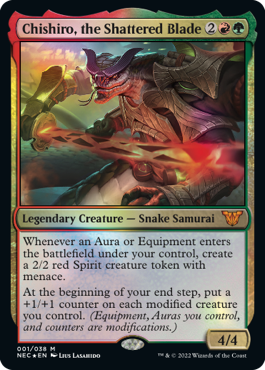 Chishiro, the Shattered Blade 2
Legendary Creature — Snake Samurai
Whenever an Aura or Equipment enters
the battlefield under your control,
create a 2/2 red Spirit creature token
with menace.
At the beginning of your end step, put a
+1/+1 counter on each modified creature
you control. (Equipment, Auras you control,
and counters are modifications.)
4/4
001/038 M
NEC ★ EN LIUS LASAHIDO
™ & © 2022 Wizards of the Coast